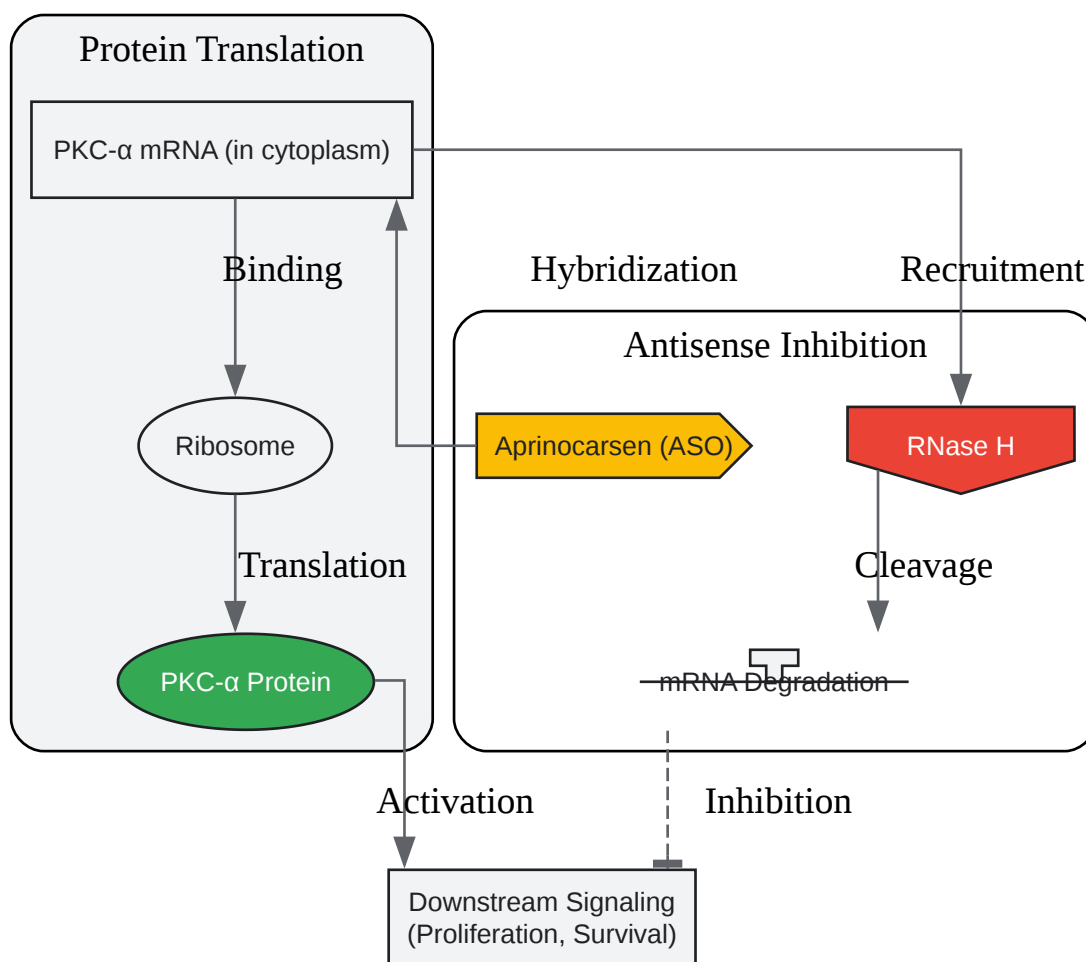 Protein Translation
PKC-α mRNA (in cytoplasm)
Binding
Hybridization
Recruitment
Antisense Inhibition
Ribosome
Aprinocarsen (ASO)
RNase H
Translation
Cleavage
PKC-α Protein
mRNA Degradation
Activation
Inhibition
Downstream Signaling
(Proliferation, Survival)